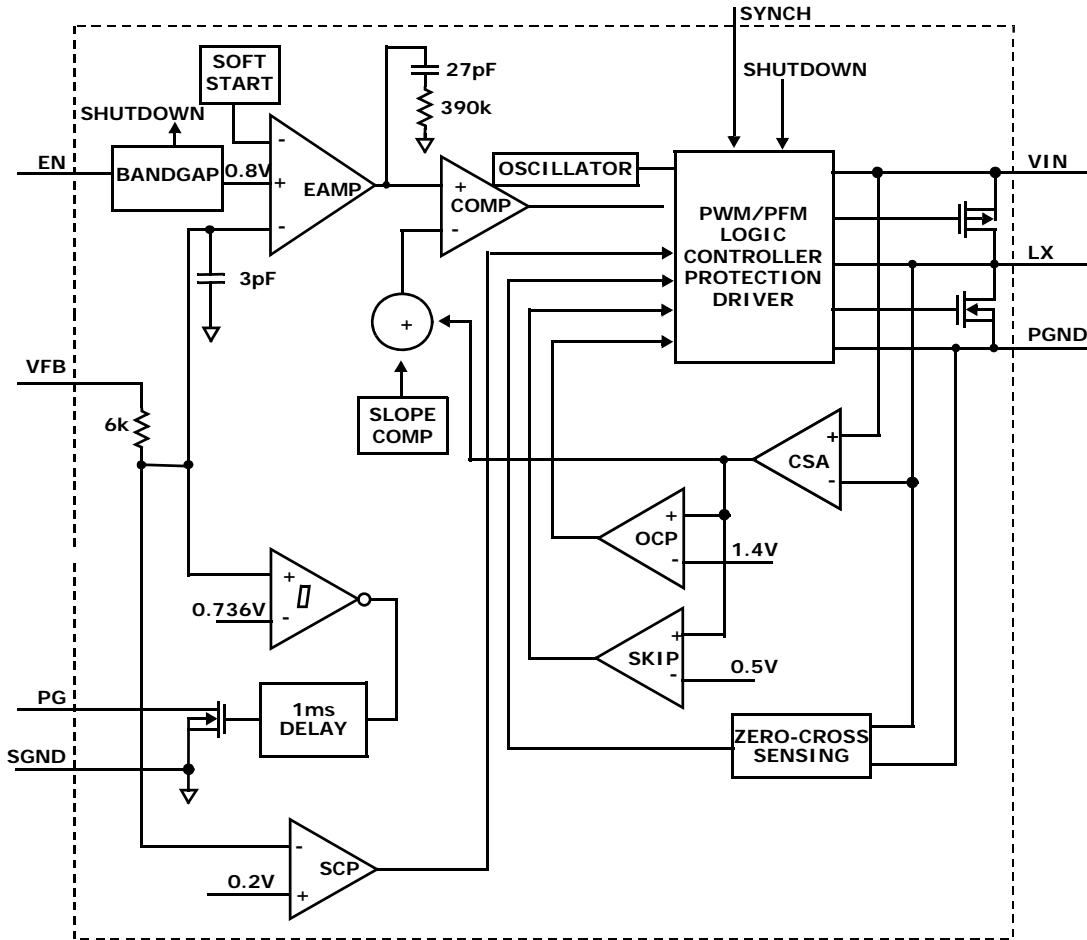 SYNCH
SHUTDOWN
SOFT
START
27pF
390k
SHUTDOWN
EN
BANDGAP
0.8V
-
+
-
EAMP
+
-
COMP
OSCILLATOR
PWM/PFM
LOGIC
CONTROLLER
PROTECTION
DRIVER
VIN
LX
PGND
3pF
+
VFB
6k
SLOPE
COMP
+
-
CSA
+
-
OCP
1.4V
+
-
0.736V
+
-
SKIP
0.5V
PG
1ms
DELAY
SGND
ZERO-CROSS
SENSING
-
+
SCP
0.2V